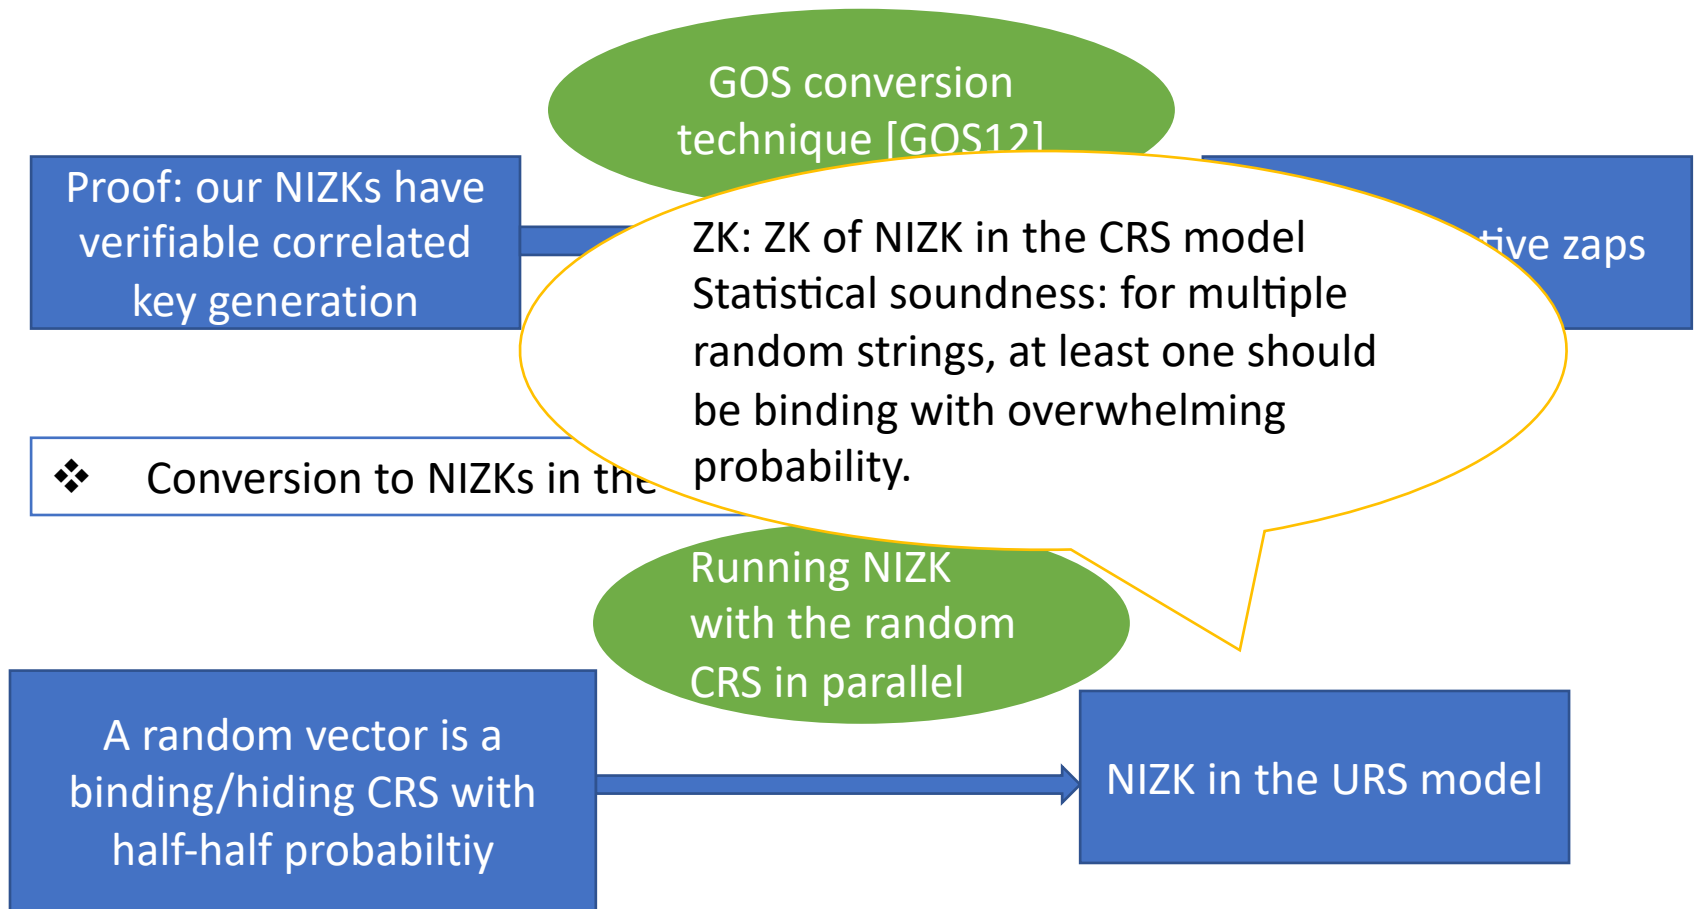 GOS conversion
technique [GOS12]
Proof: our NIZKs have
verifiable correlated
key generation
zaps
ZK: ZK of NIZK in the CRS model
Statistical soundness: for multiple
random strings, at least one should
be binding with overwhelming
probability.
❖ Conversion to NIZKs in the
Running NIZK
with the random
CRS in parallel
A random vector is a
binding/hiding CRS with
half-half probabiltiy
NIZK in the URS model